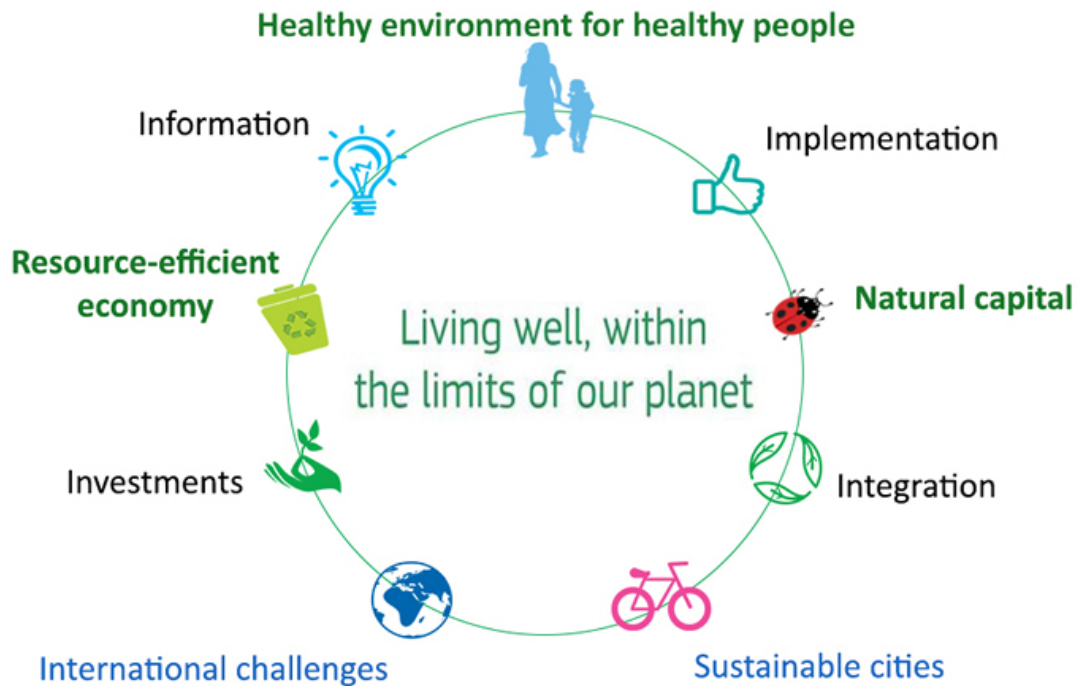 Healthy environment for healthy people
Information
Implementation
Resource-efficient
economy
Natural capital
Living well, within
the limits of our planet
Investments
Integration
International challenges
Sustainable cities